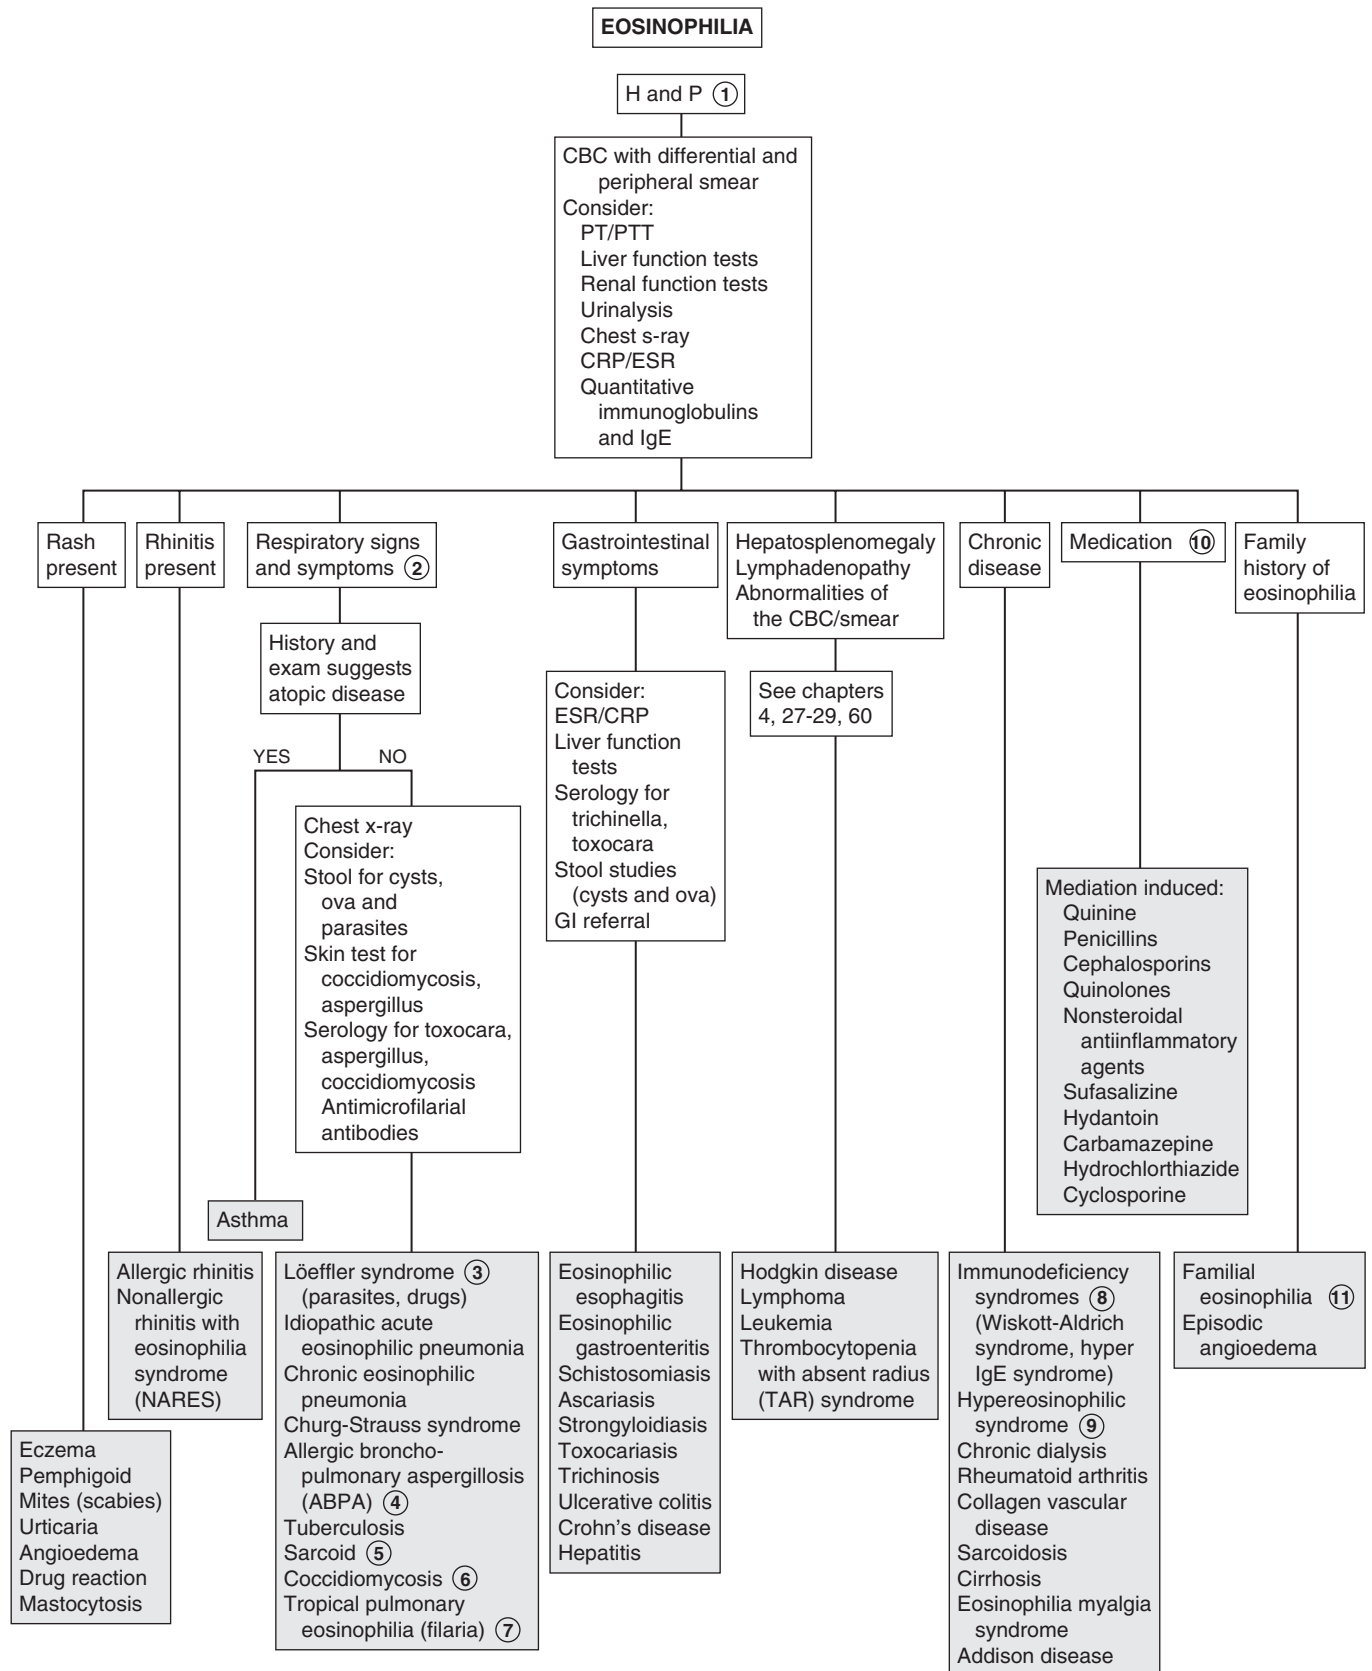 EOSINOPHILIA
H and P 1
CBC with differential and
peripheral smear
Consider:
PT/PTT
Liver function tests
Renal function tests
Urinalysis
Chest s-ray
CRP/ESR
Quantitative
immunoglobulins
and IgE
Rash
present
Rhinitis
present
Respiratory signs
and symptoms 2
Gastrointestinal
symptoms
Hepatosplenomegaly
Lymphadenopathy
Abnormalities of
the CBC/smear
Chronic
disease
Medication 10
Family
history of
eosinophilia
History and
exam suggests
atopic disease
YES
NO
Chest x-ray
Consider:
Stool for cysts,
ova and
parasites
Skin test for
coccidiomycosis,
aspergillus
Serology for toxocara,
aspergillus,
coccidiomycosis
Antimicrofilarial
antibodies
Consider:
ESR/CRP
Liver function
tests
Serology for
trichinella,
toxocara
Stool studies
(cysts and ova)
GI referral
See chapters
4, 27-29, 60
Mediation induced:
Quinine
Penicillins
Cephalosporins
Quinolones
Nonsteroidal
antiinflammatory
agents
Sufasalizine
Hydantoin
Carbamazepine
Hydrochlorthiazide
Cyclosporine
Asthma
Eczema
Pemphigoid
Mites (scabies)
Urticaria
Angioedema
Drug reaction
Mastocytosis
Allergic rhinitis
Nonallergic
rhinitis with
eosinophilia
syndrome
(NARES)
Löeffler syndrome 3
(parasites, drugs)
Idiopathic acute
eosinophilic pneumonia
Chronic eosinophilic
pneumonia
Churg-Strauss syndrome
Allergic broncho-
pulmonary aspergillosis
(ABPA) 4
Tuberculosis
Sarcoid 5
Coccidiomycosis 6
Tropical pulmonary
eosinophilia (filaria) 7
Eosinophilic
esophagitis
Eosinophilic
gastroenteritis
Schistosomiasis
Ascariasis
Strongyloidiasis
Toxocariasis
Trichinosis
Ulcerative colitis
Crohn's disease
Hepatitis
Hodgkin disease
Lymphoma
Leukemia
Thrombocytopenia
with absent radius
(TAR) syndrome
Immunodeficiency
syndromes 8
(Wiskott-Aldrich
syndrome, hyper
IgE syndrome)
Hypereosinophilic
syndrome 9
Chronic dialysis
Rheumatoid arthritis
Collagen vascular
disease
Sarcoidosis
Cirrhosis
Eosinophilia myalgia
syndrome
Addison disease
Familial
eosinophilia 11
Episodic
angioedema